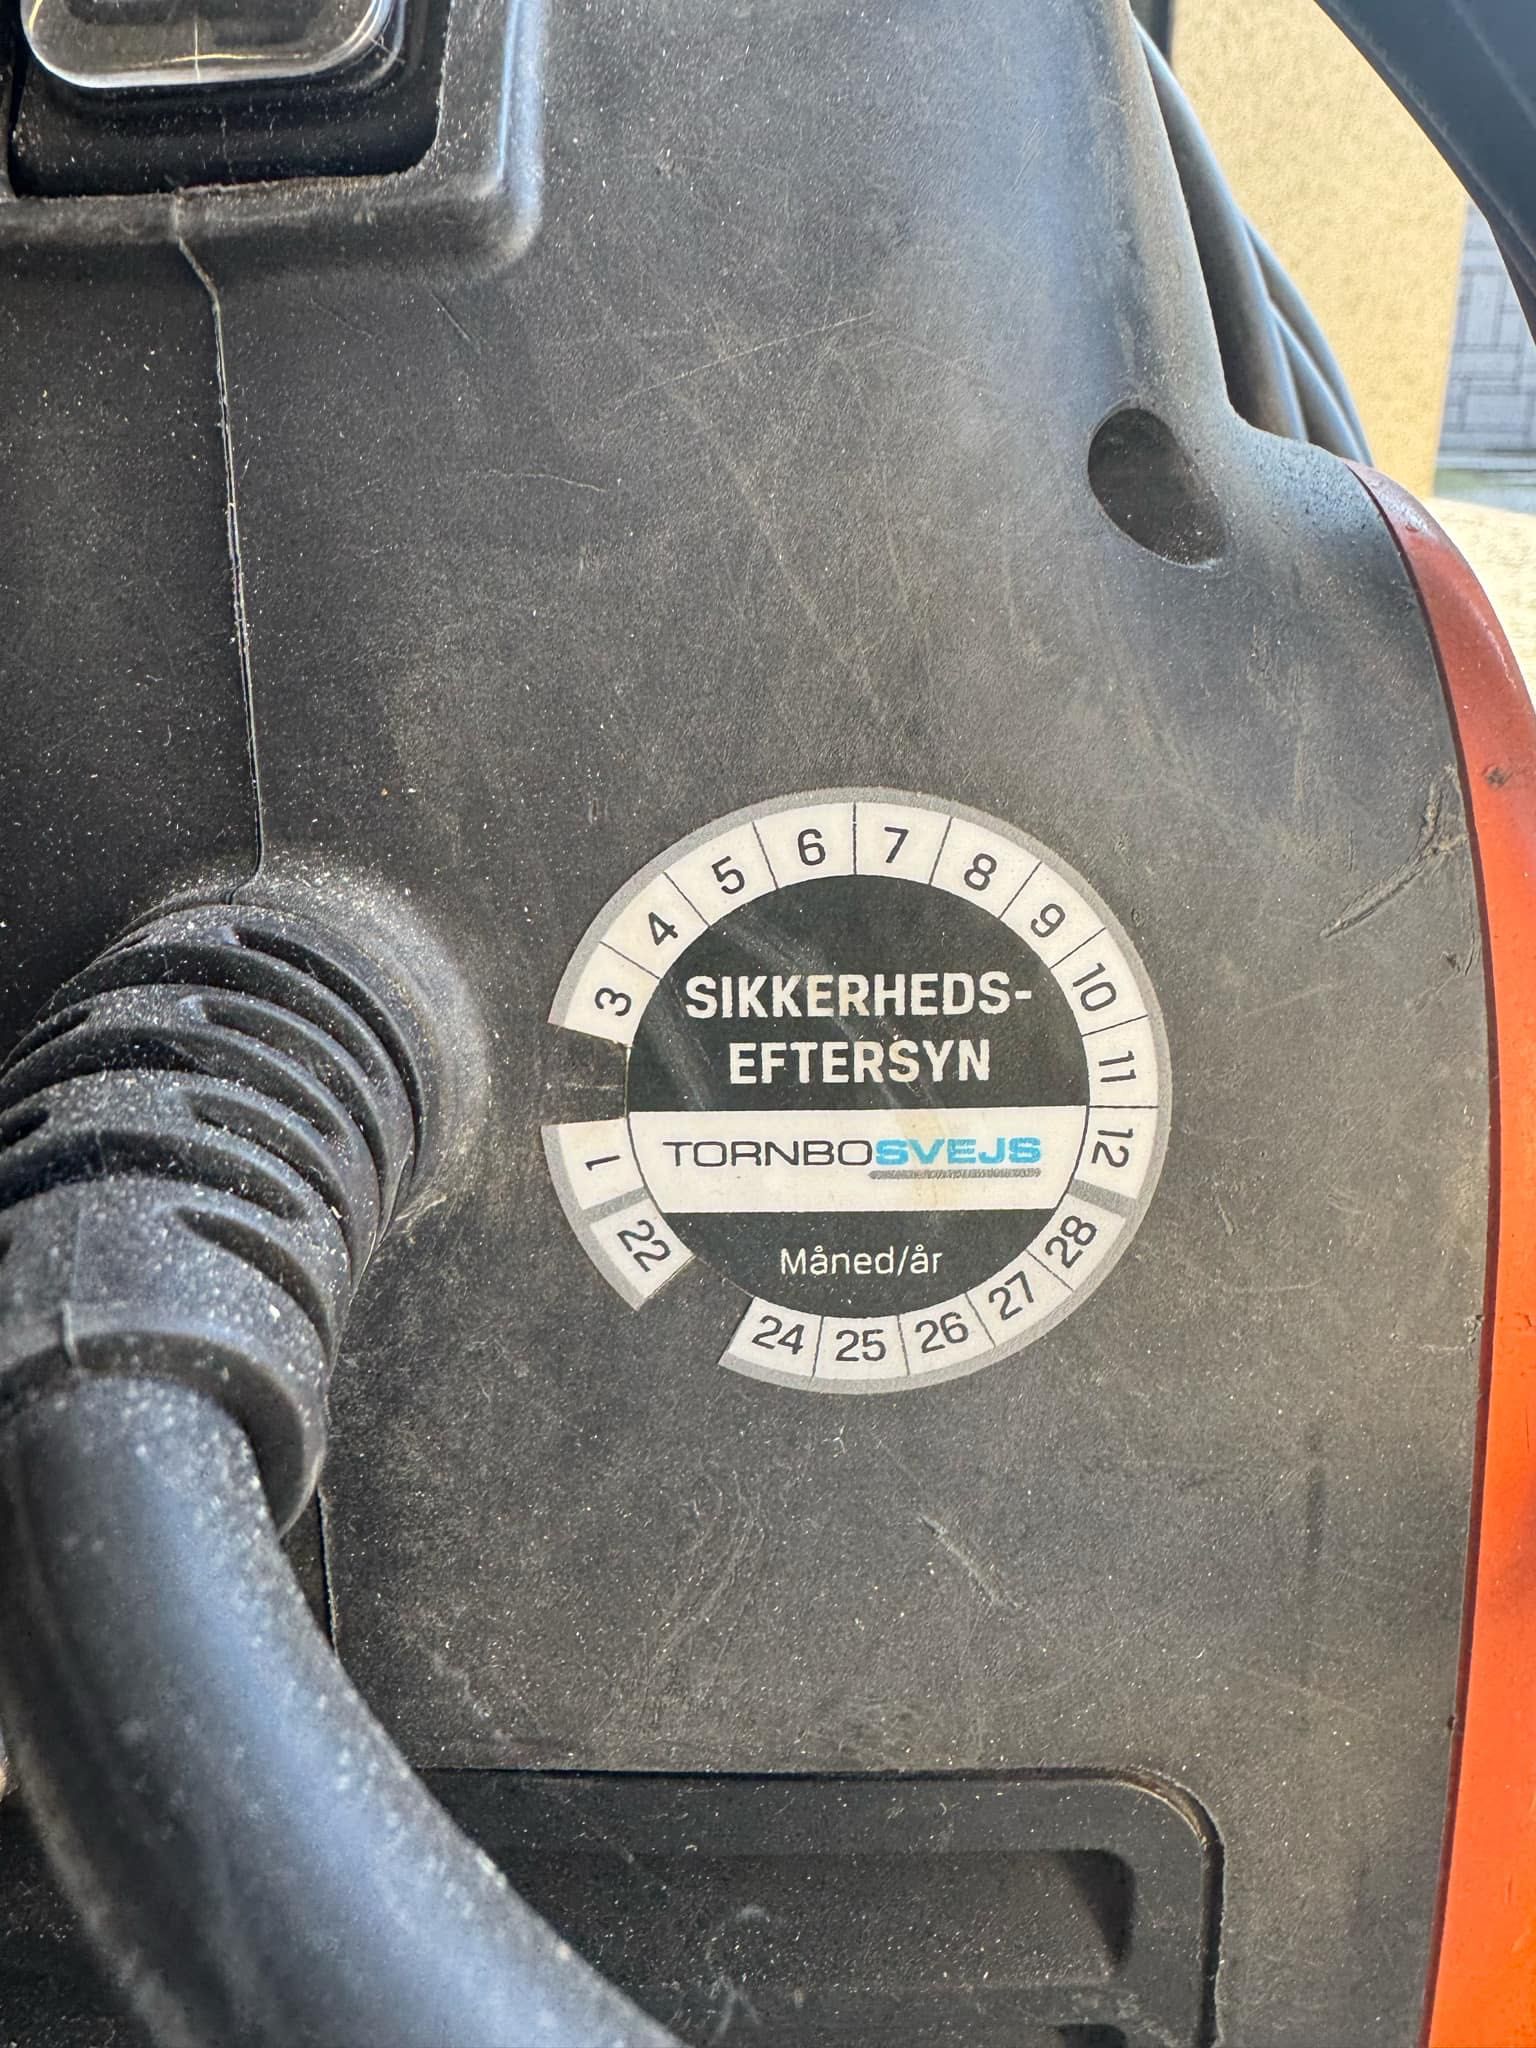 1 3 4 5 6 7 8 9 10 11 12
SIKKERHEDS-
EFTERSYN
TORNBOSVEJS
Måned/år
22 24 25 26 27 28